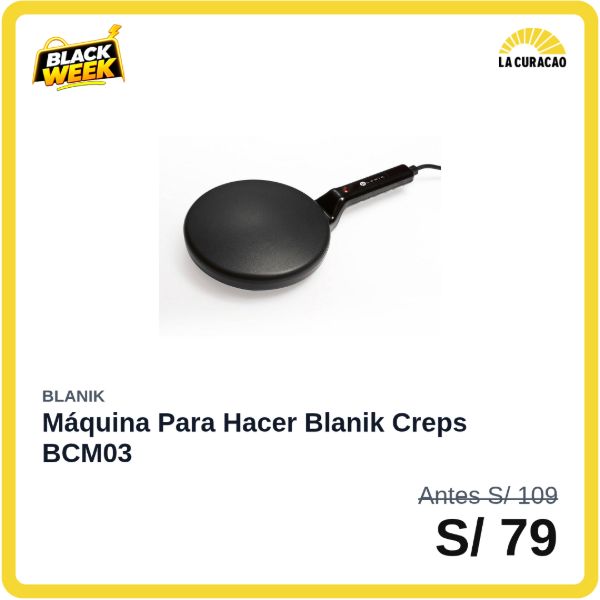 BLACK
WEEK
LA CURACAO
BLANIK
Máquina Para Hacer Blanik Creps
BCM03
Antes S/ 109
S/ 79